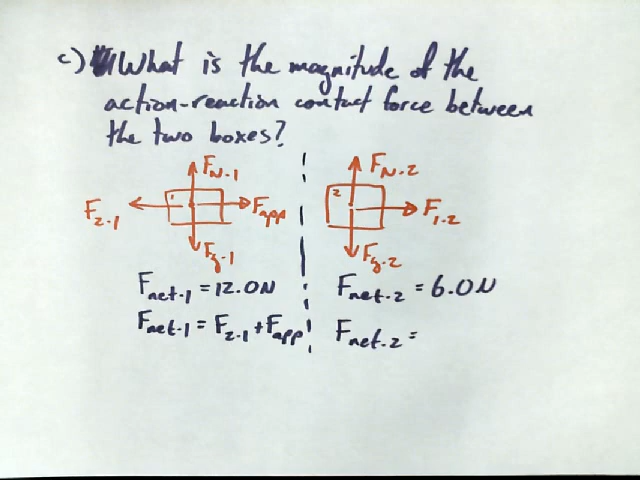 c) What is the magnitude of the
action-reaction contact force between
the two boxes?
FN-1
FN-2
1
2
F2-1
Fapp
F1-2
Fg-1
Fg-2
Fnet-1 = 12.0N
Fnet-2 = 6.0N
Fnet-1 = F2-1 + Fapp
Fnet-2 =